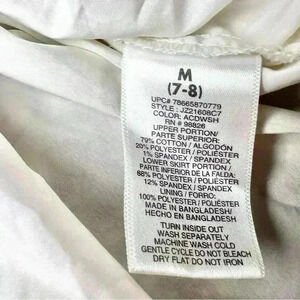 M
(7-8)
UPC# 78665870779
STYLE: JZ21608C7
COLOR: ACDWSH
RN # 98826
UPPER PORTION/
PARTE SUPERIOR:
79% COTTON / ALGODÓN
20% POLYESTER / POLIÉSTER
1% SPANDEX / SPANDEX
LOWER SKIRT PORTION/
PARTE INFERIOR DE LA FALDA:
88% POLYESTER / POLIÉSTER
12% SPANDEX / SPANDEX
LINING / FORRO:
100% POLYESTER / POLIÉSTER
MADE IN BANGLADESH/
HECHO EN BANGLADESH
TURN INSIDE OUT
WASH SEPARATELY
MACHINE WASH COLD
GENTLE CYCLE DO NOT BLEACH
DRY FLAT DO NOT IRON